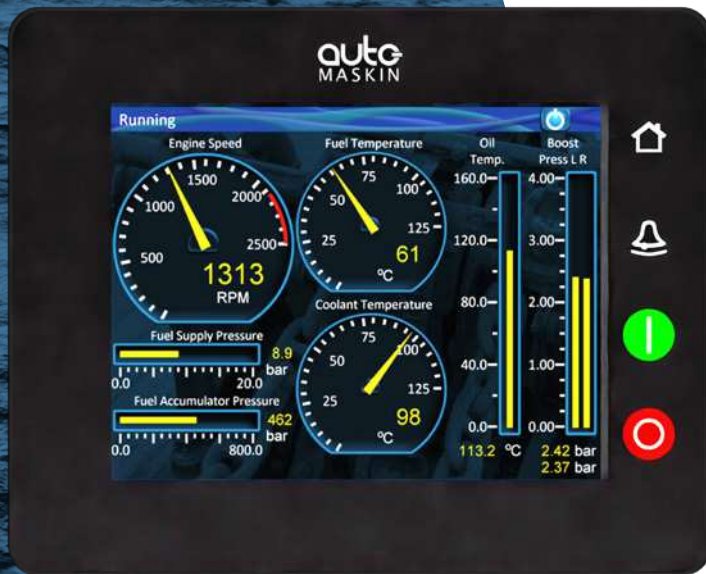 auto
MASKIN
Running
Engine Speed
500
1000
1500
2000
2500
1313
RPM
Fuel Temperature
25
50
75
100
125
61
ºC
Oil
Temp.
160.0
120.0
80.0
40.0
0.0
113.2 ºC
Boost
Press L R
4.00
3.00
2.00
1.00
0.00
2.42 bar
2.37 bar
Fuel Supply Pressure
8.9
bar
0.0 20.0
Fuel Accumulator Pressure
462
bar
0.0 800.0
Coolant Temperature
25
50
75
100
125
98
ºC